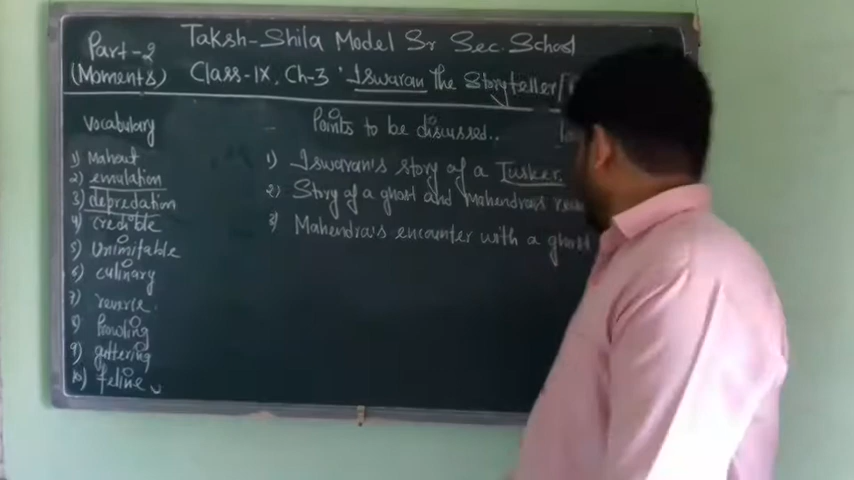 Part-2
(Moments)
Taksh-Shila Model Sr Sec. School
Class-IX, Ch-3 'Iswaran the Storyteller
Vocabulary
1) Mahout
2) emulation
3) depredation
4) credible
5) Unimitable
6) culinary
7) reverie.
8) Prowling
9) guttering
10) feline
Points to be discussed..
1) Iswaran's story of a Tusker.
2) Story of a ghost and Mahendra's
3) Mahendra's encounter with a ghost